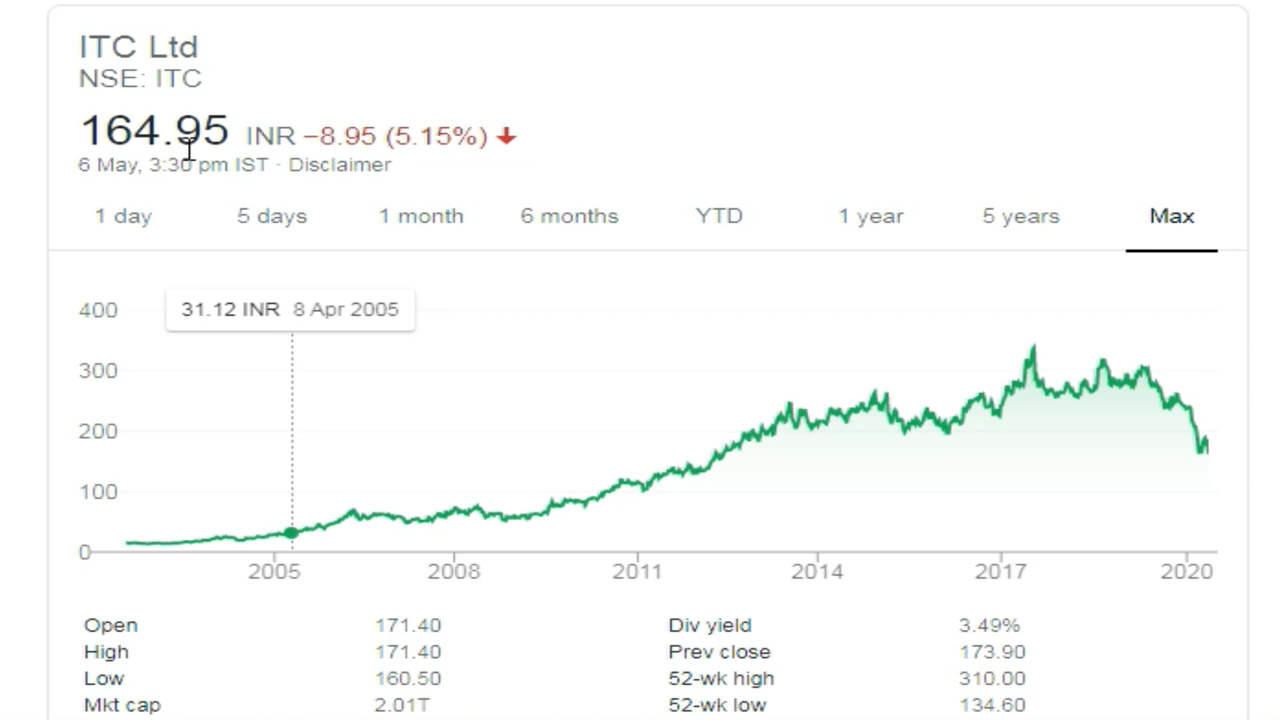 ITC Ltd
NSE: ITC
164.95 INR −8.95 (5.15%)
6 May, 3:30 pm IST · Disclaimer
1 day 5 days 1 month 6 months YTD 1 year 5 years Max
31.12 INR 8 Apr 2005
400
300
200
100
0
2005 2008 2011 2014 2017 2020
Open 171.40 Div yield 3.49%
High 171.40 Prev close 173.90
Low 160.50 52-wk high 310.00
Mkt cap 2.01T 52-wk low 134.60